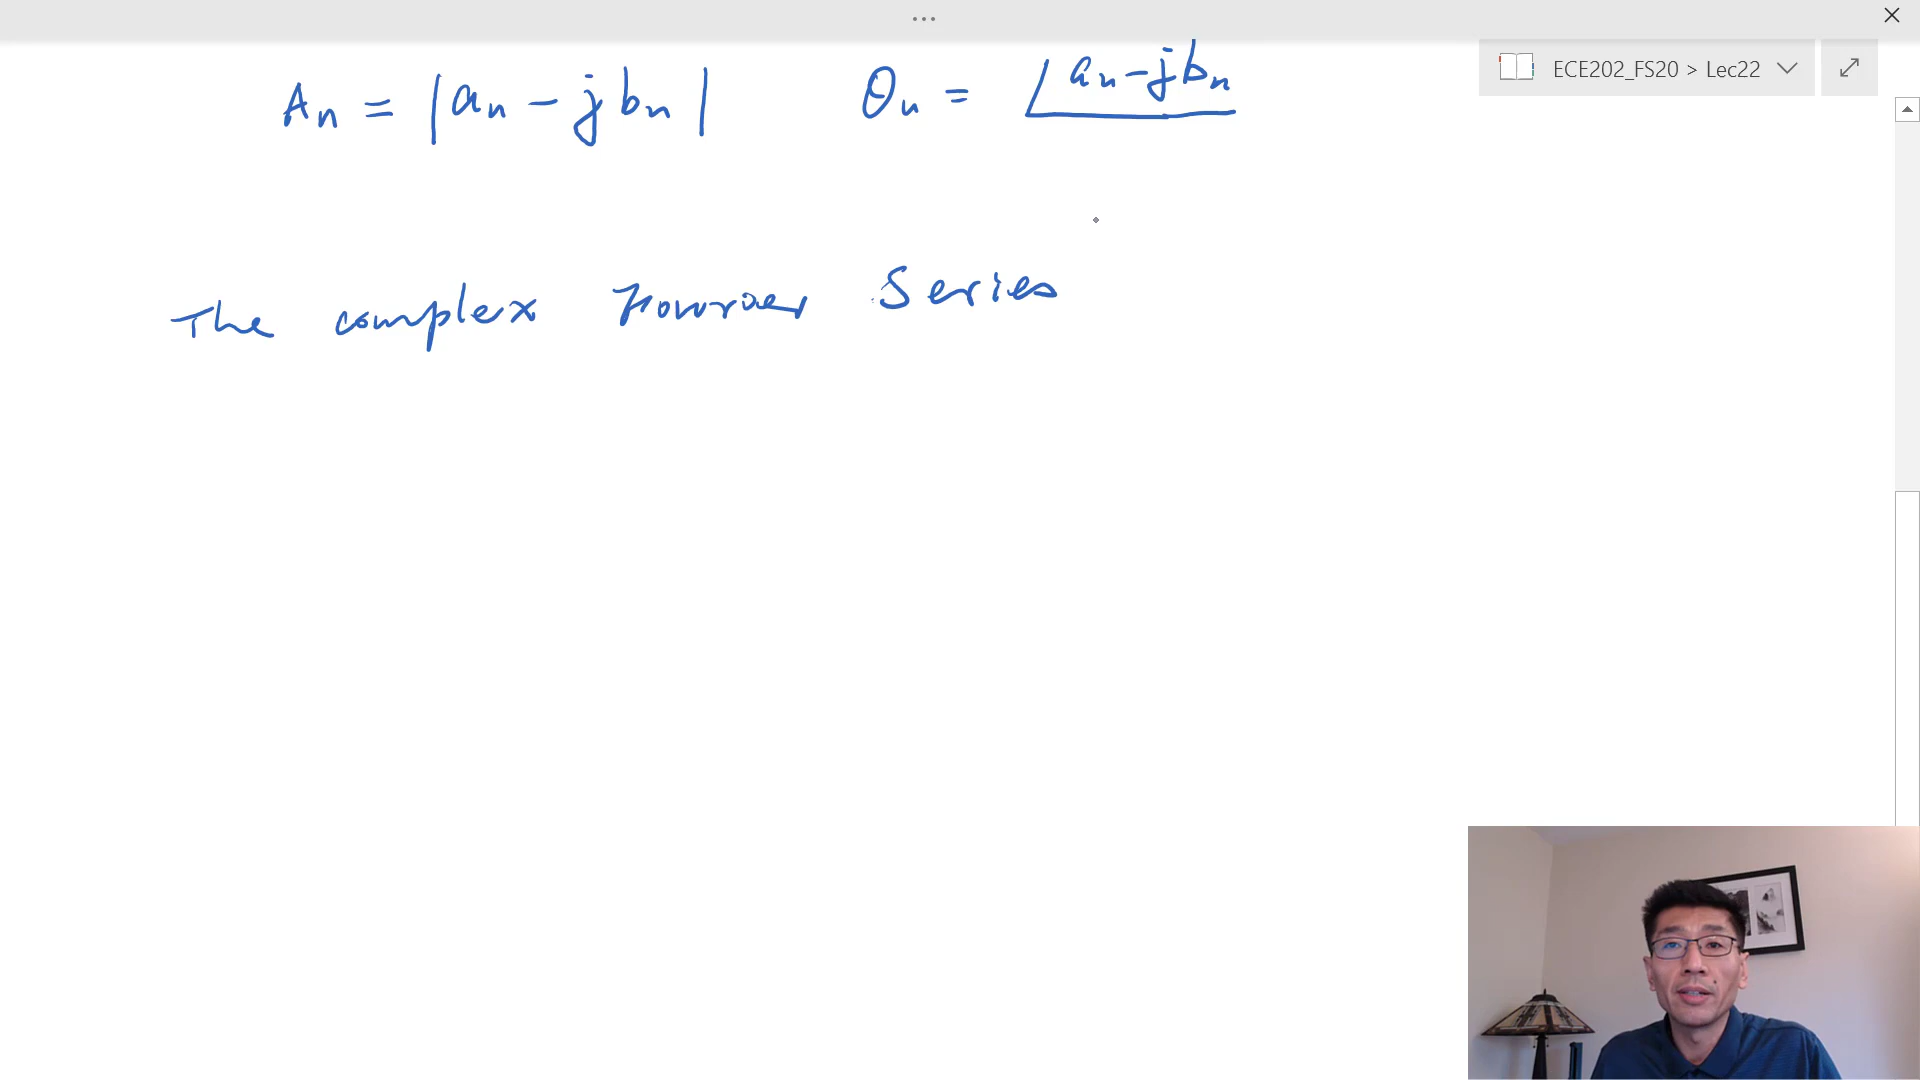 ...
ECE202_FS20 > Lec22
An = |an - jbn| θn = ∠an-jbn
The complex Fourier Series